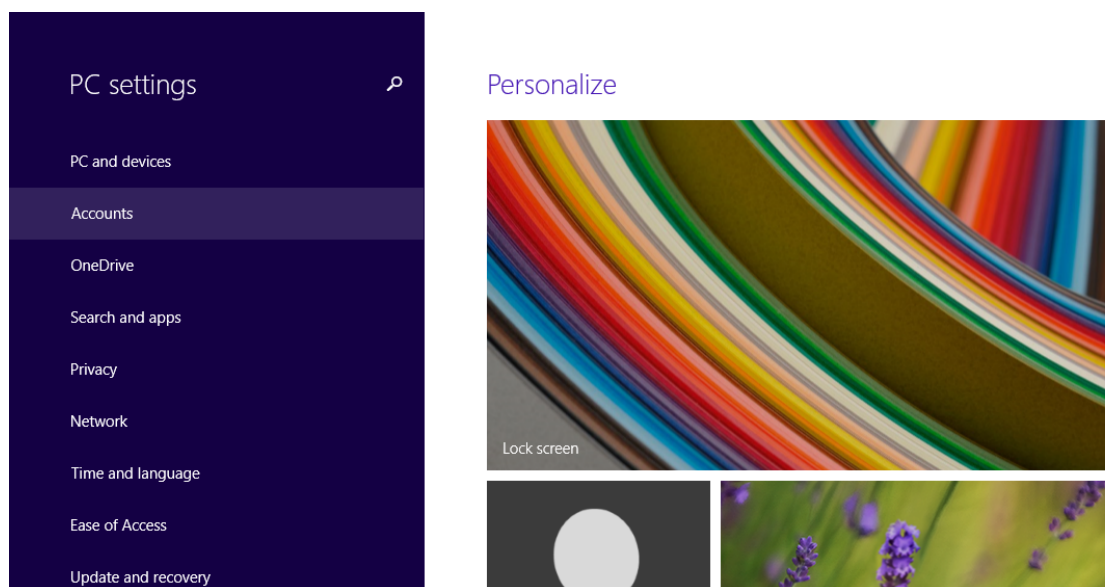 PC settings
PC and devices
Accounts
OneDrive
Search and apps
Privacy
Network
Time and language
Ease of Access
Update and recovery
Personalize
Lock screen